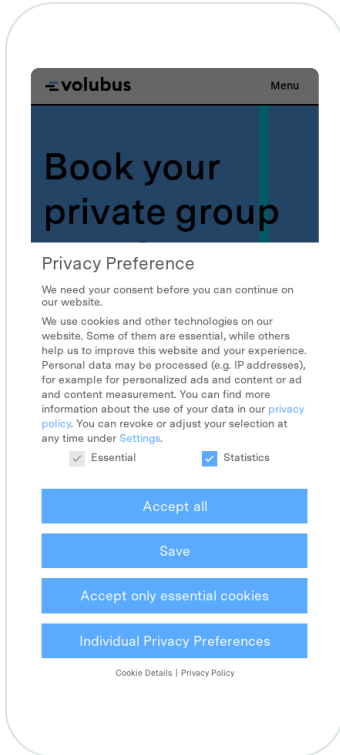 volubus
Menu
Book your
private group
Privacy Preference
We need your consent before you can continue on
our website.
We use cookies and other technologies on our
website. Some of them are essential, while others
help us to improve this website and your experience.
Personal data may be processed (e.g. IP addresses),
for example for personalized ads and content or ad
and content measurement. You can find more
information about the use of your data in our privacy
policy. You can revoke or adjust your selection at
any time under Settings.
Essential
Statistics
Accept all
Save
Accept only essential cookies
Individual Privacy Preferences
Cookie Details | Privacy Policy